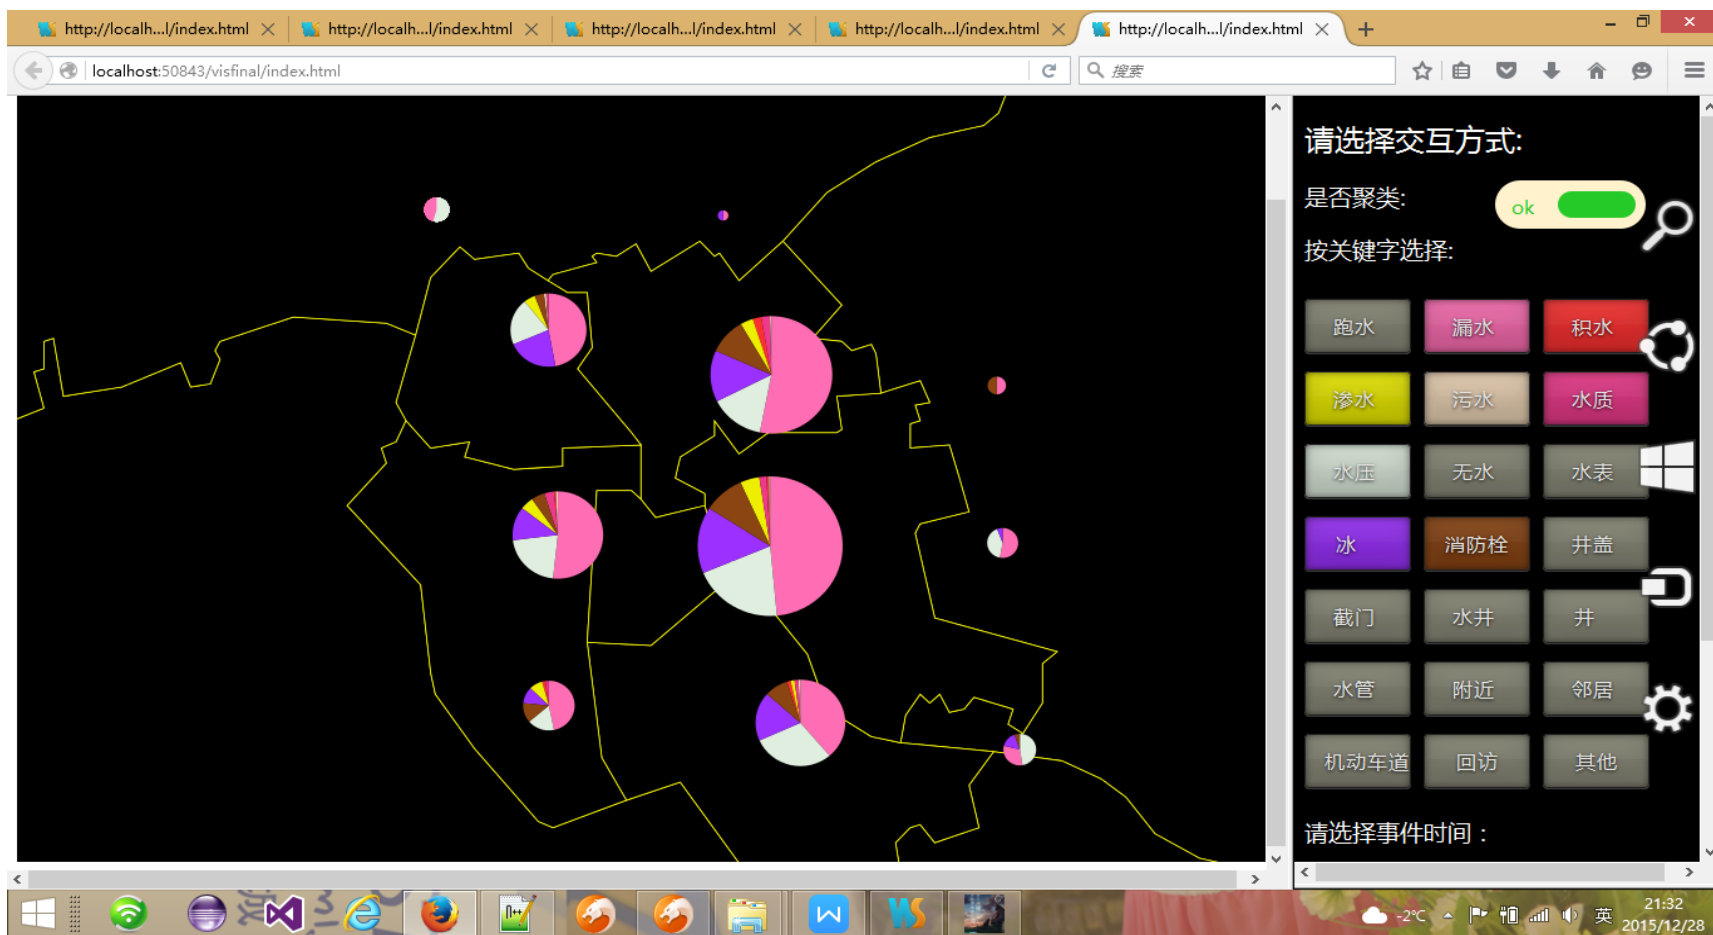 http://localh...l/index.html
http://localh...l/index.html
http://localh...l/index.html
http://localh...l/index.html
http://localh...l/index.html
localhost:50843/visfinal/index.html
搜索
请选择交互方式:
是否聚类:
ok
按关键字选择:
跑水 漏水 积水
渗水 污水 水质
水压 无水 水表
冰 消防栓 井盖
截门 水井 井
水管 附近 邻居
机动车道 回访 其他
请选择事件时间：
N++
-2℃
英
21:32
2015/12/28